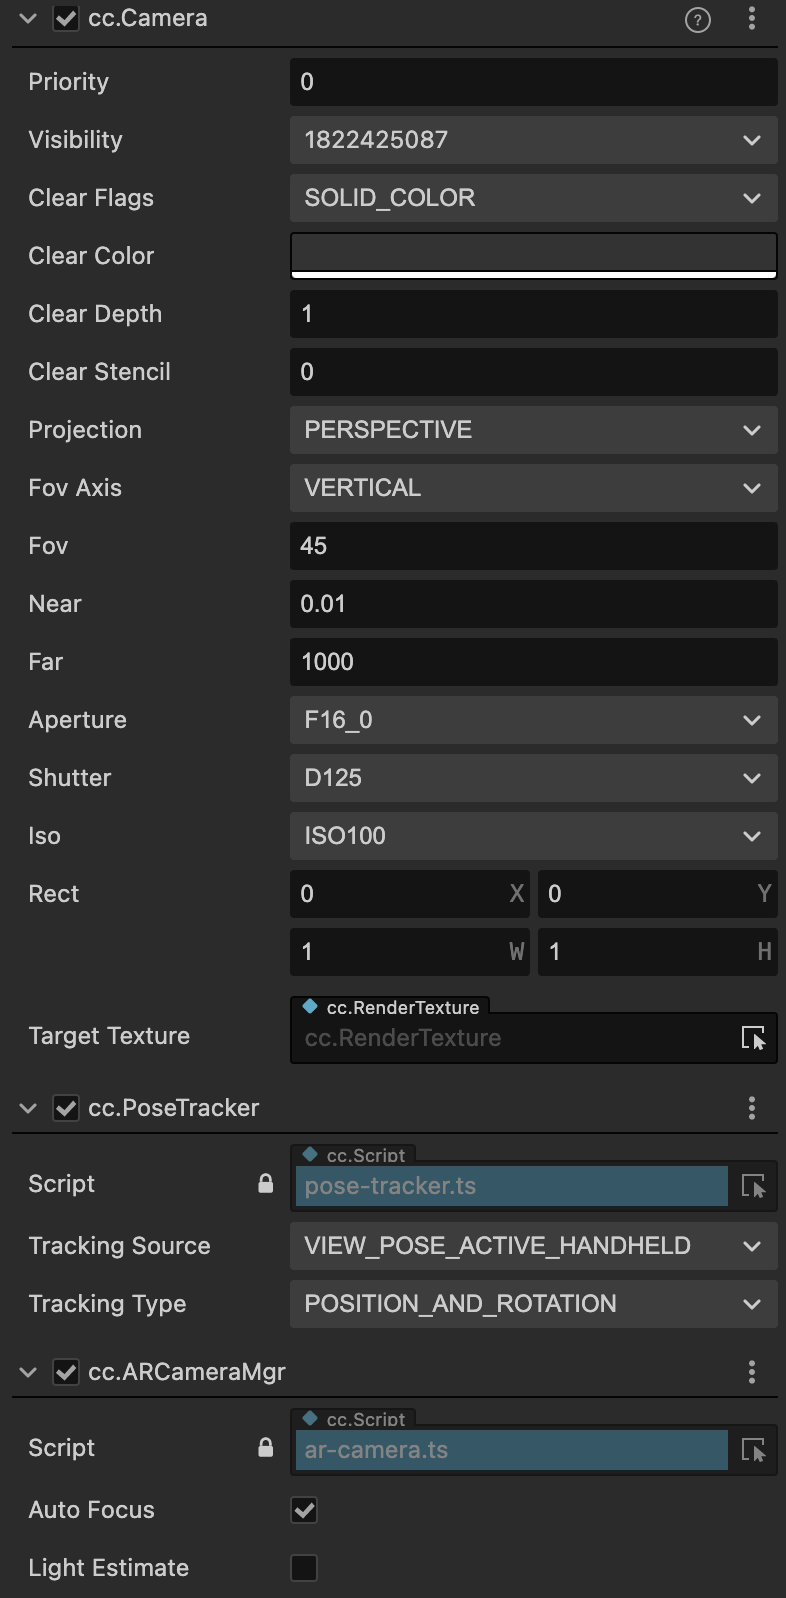 cc.Camera ?
Priority 0
Visibility 1822425087
Clear Flags SOLID_COLOR
Clear Color
Clear Depth 1
Clear Stencil 0
Projection PERSPECTIVE
Fov Axis VERTICAL
Fov 45
Near 0.01
Far 1000
Aperture F16_0
Shutter D125
Iso ISO100
Rect 0 X 0 Y
1 W 1 H
cc.RenderTexture
Target Texture cc.RenderTexture
cc.PoseTracker
cc.Script
Script pose-tracker.ts
Tracking Source VIEW_POSE_ACTIVE_HANDHELD
Tracking Type POSITION_AND_ROTATION
cc.ARCameraMgr
cc.Script
Script ar-camera.ts
Auto Focus
Light Estimate